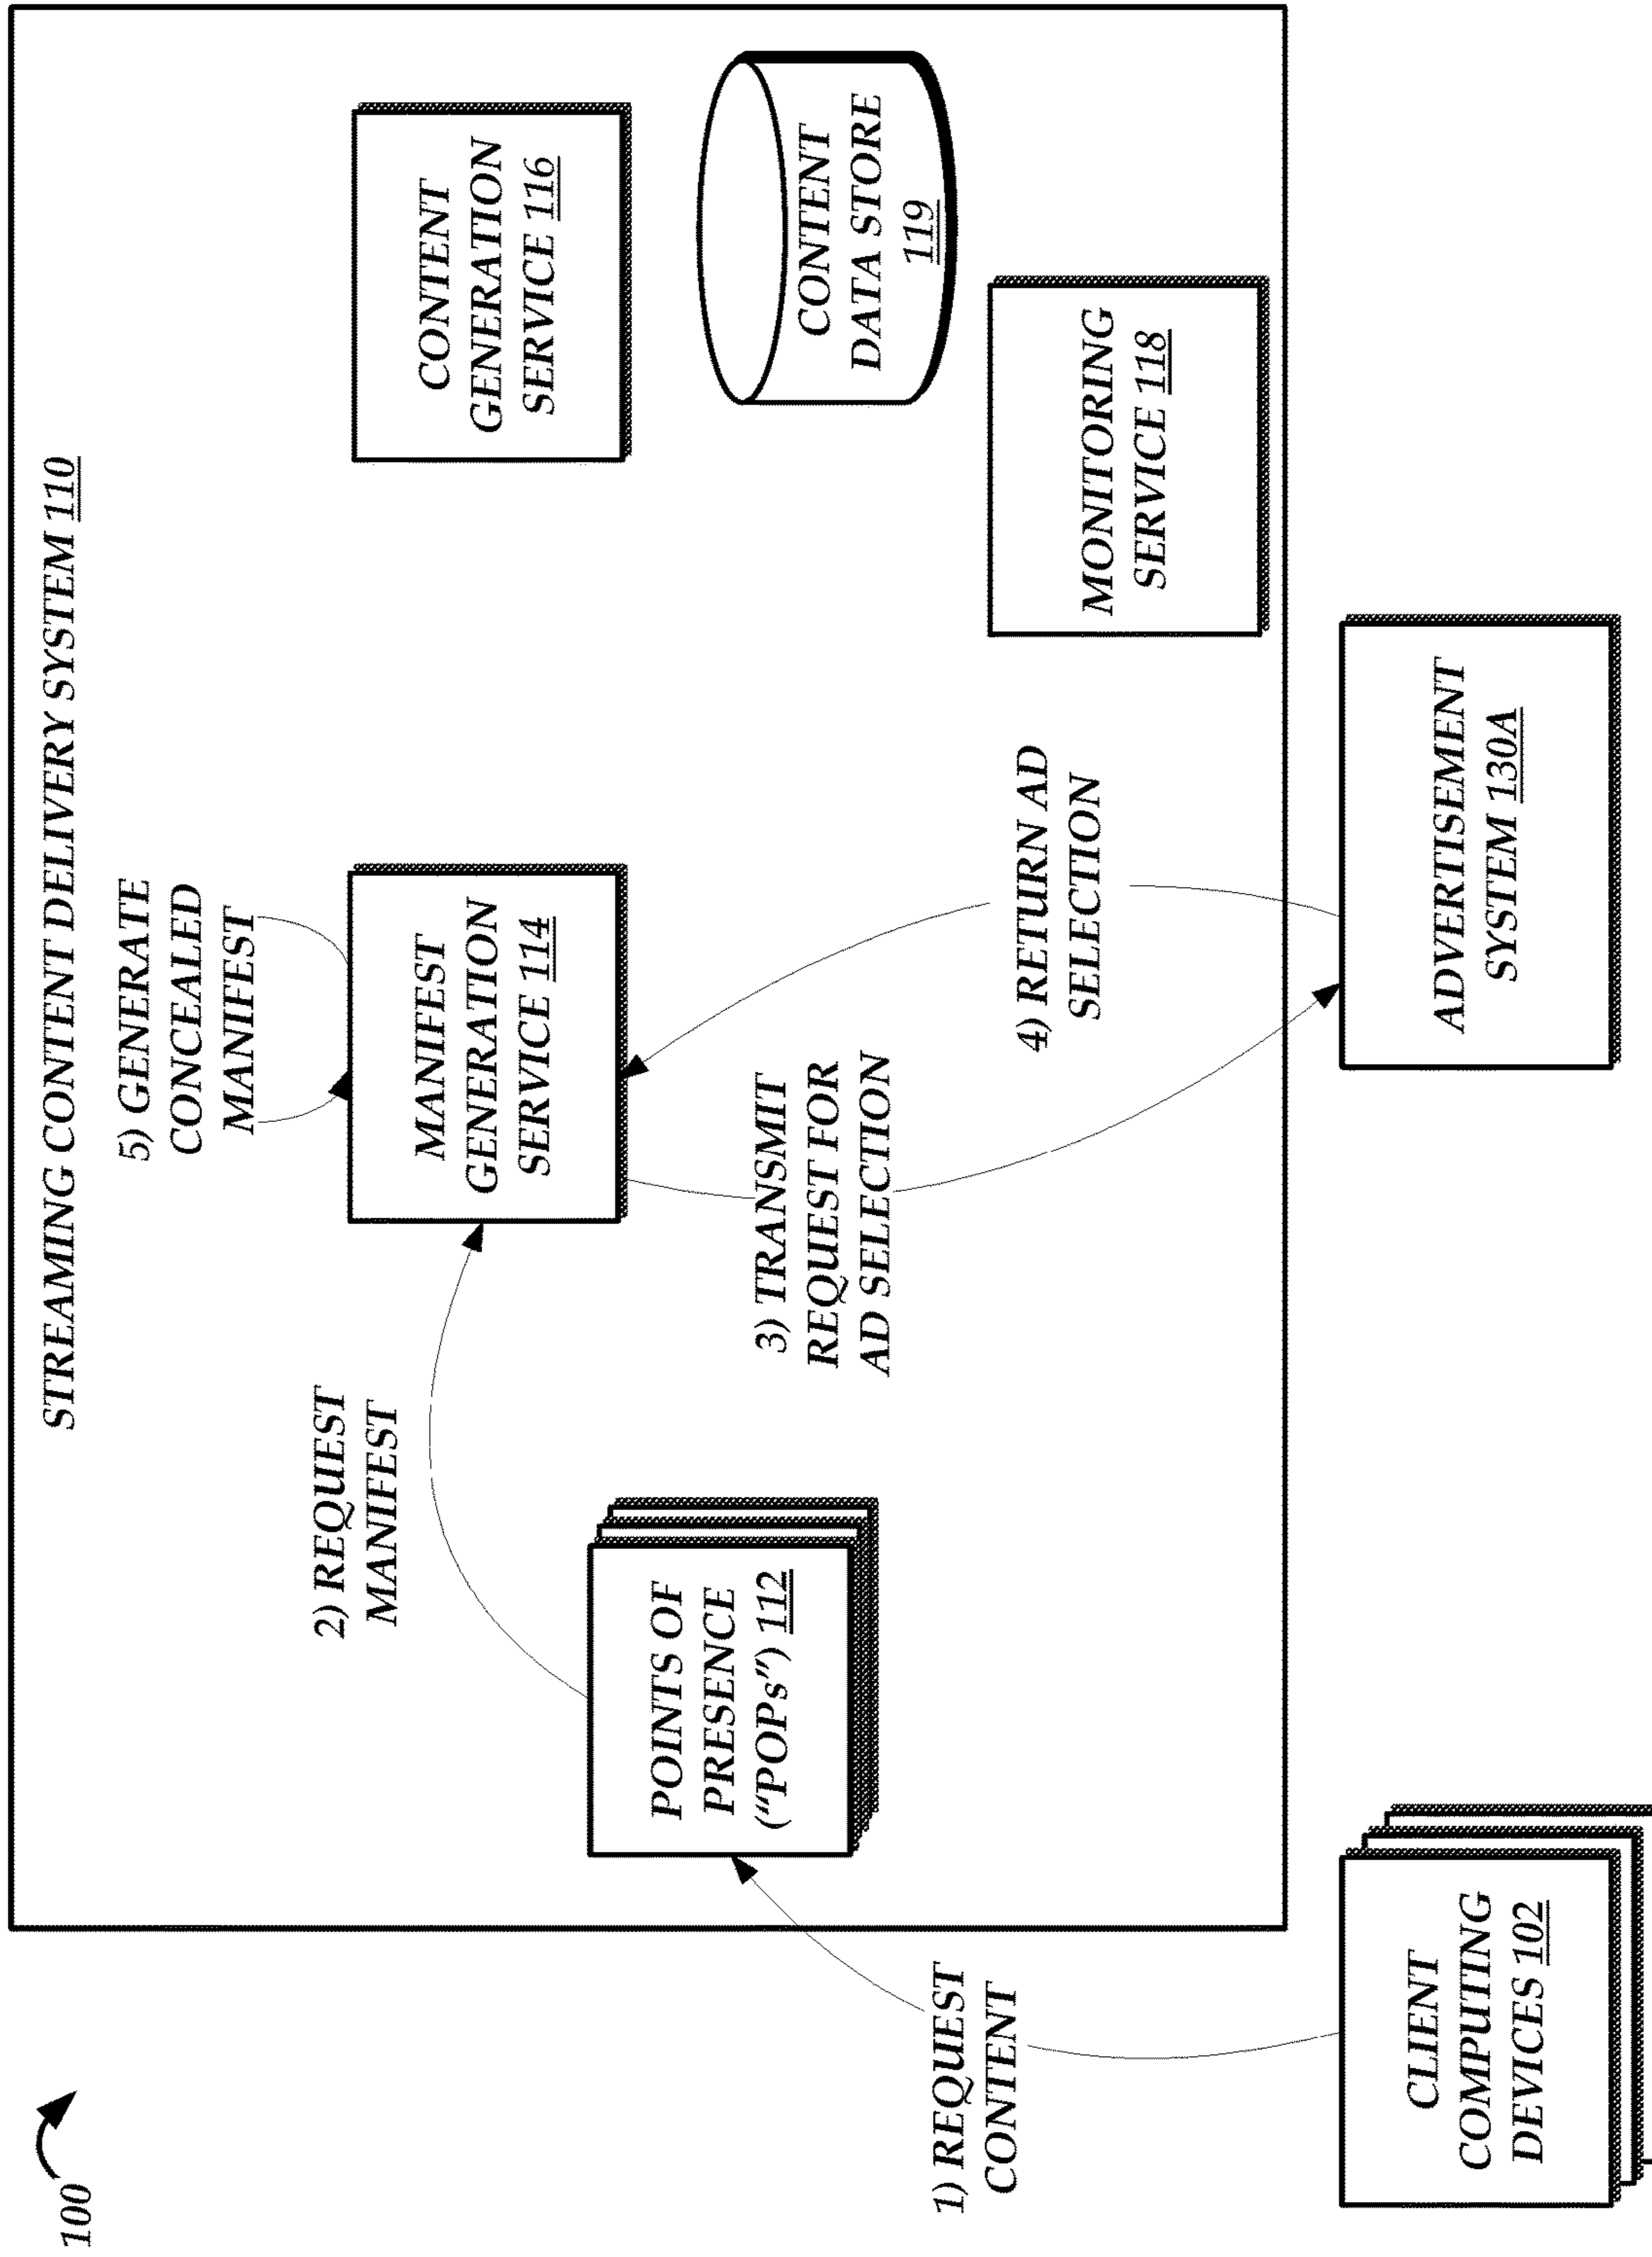 100
STREAMING CONTENT DELIVERY SYSTEM 110
5) GENERATE
CONCEALED
MANIFEST
2) REQUEST
MANIFEST
MANIFEST
GENERATION
SERVICE 114
CONTENT
GENERATION
SERVICE 116
POINTS OF
PRESENCE
(“POPs”) 112
3) TRANSMIT
REQUEST FOR
AD SELECTION
CONTENT
DATA STORE
119
1) REQUEST
CONTENT
4) RETURN AD
SELECTION
MONITORING
SERVICE 118
CLIENT
COMPUTING
DEVICES 102
ADVERTISEMENT
SYSTEM 130A